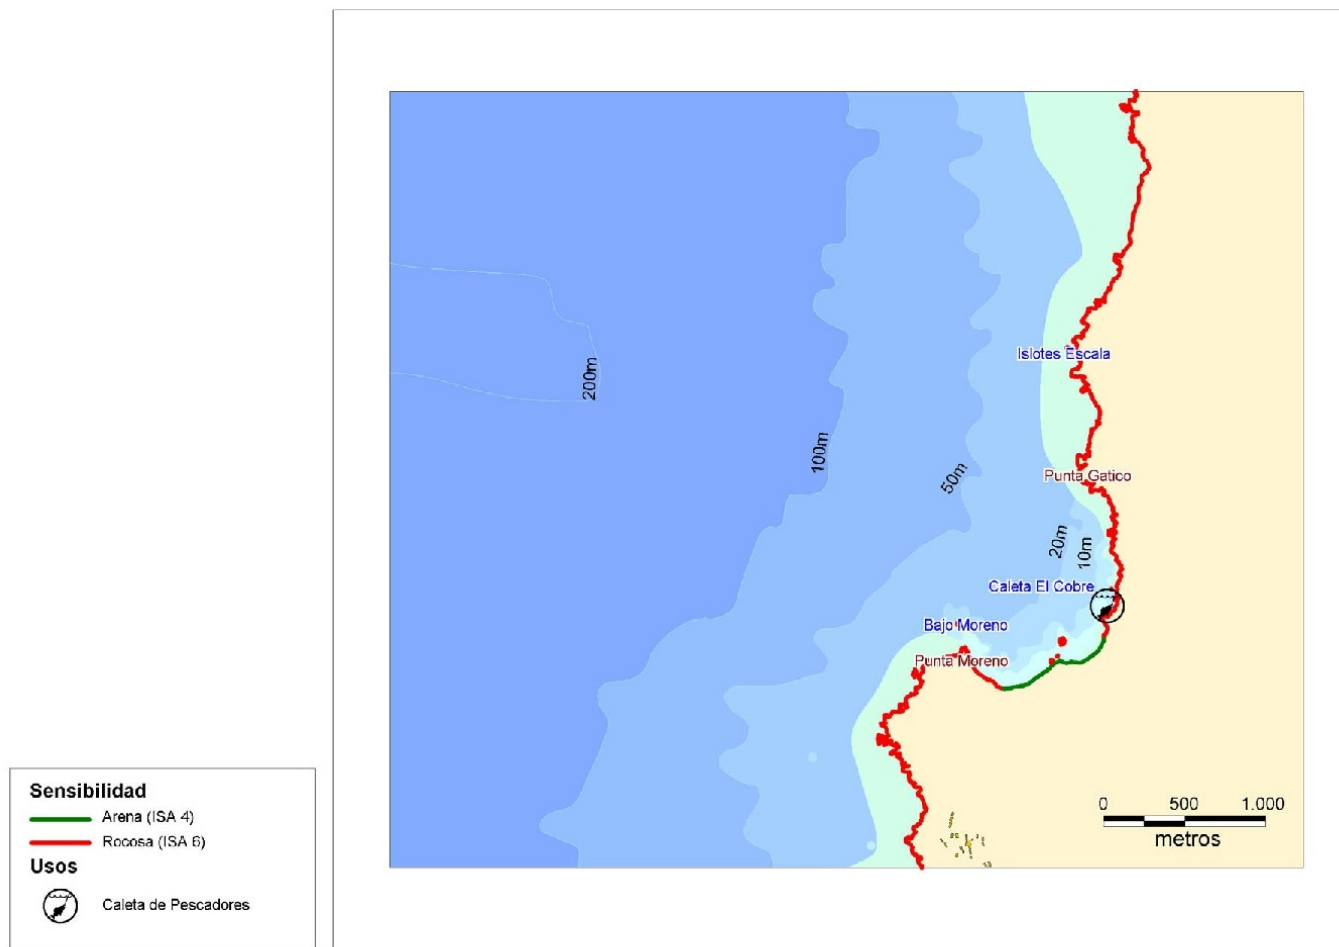 Islotes Escala
200m
100m
50m
Punta Gatico
20m
10m
Caleta El Cobre
Bajo Moreno
Punta Moreno
0 500 1.000
metros
Sensibilidad
Arena (ISA 4)
Rocosa (ISA 6)
Usos
Caleta de Pescadores